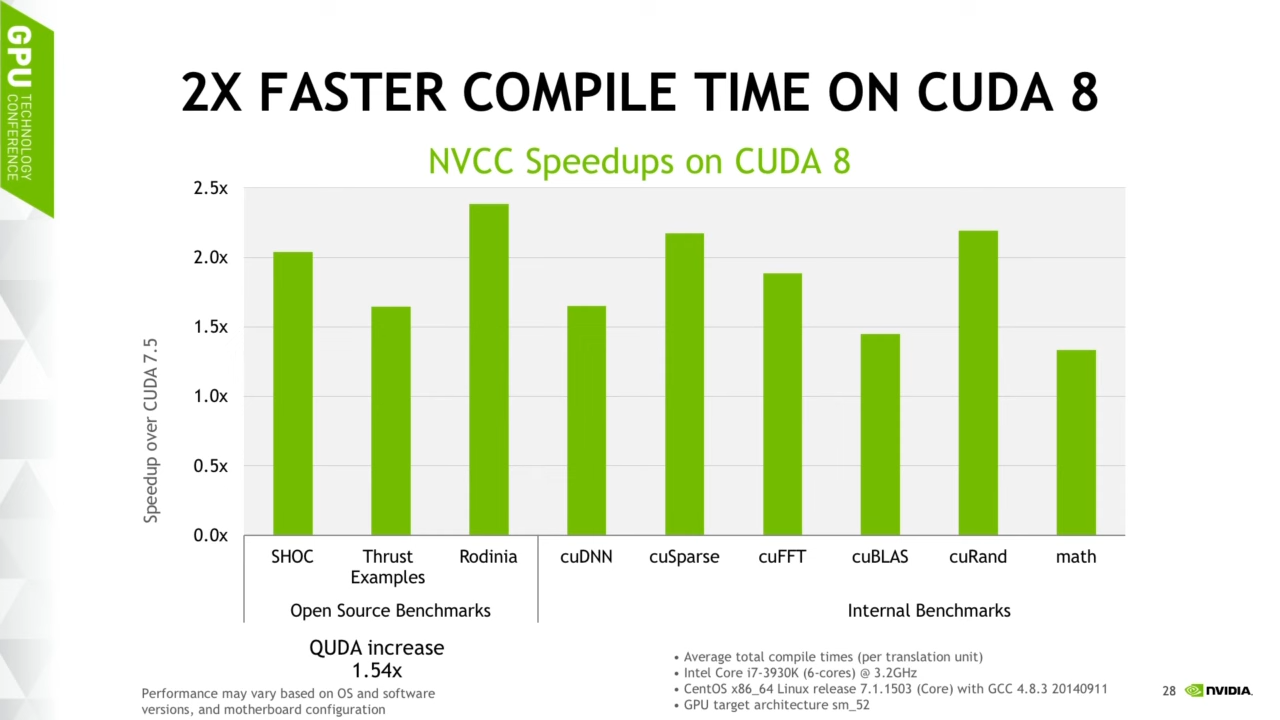 GPU
TECHNOLOGY
CONFERENCE
2X FASTER COMPILE TIME ON CUDA 8
NVCC Speedups on CUDA 8
Speedup over CUDA 7.5
2.5x
2.0x
1.5x
1.0x
0.5x
0.0x
SHOC
Thrust
Examples
Rodinia
cuDNN
cuSparse
cuFFT
cuBLAS
cuRand
math
Open Source Benchmarks
Internal Benchmarks
QUDA increase
1.54x
Performance may vary based on OS and software
versions, and motherboard configuration
• Average total compile times (per translation unit)
• Intel Core i7-3930K (6-cores) @ 3.2GHz
• CentOS x86_64 Linux release 7.1.1503 (Core) with GCC 4.8.3 20140911
• GPU target architecture sm_52
28
NVIDIA.